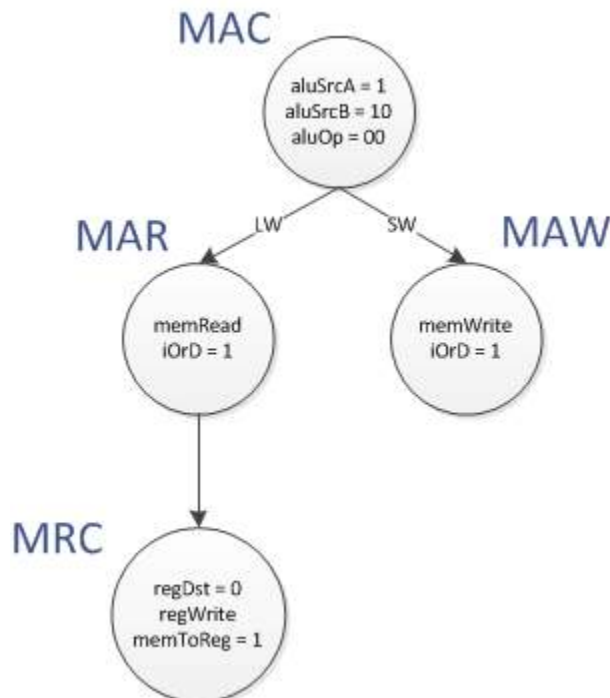 MAC
aluSrcA = 1
aluSrcB = 10
aluOp = 00
LW
SW
MAR
MAW
memRead
iOrD = 1
memWrite
iOrD = 1
MRC
regDst = 0
regWrite
memToReg = 1